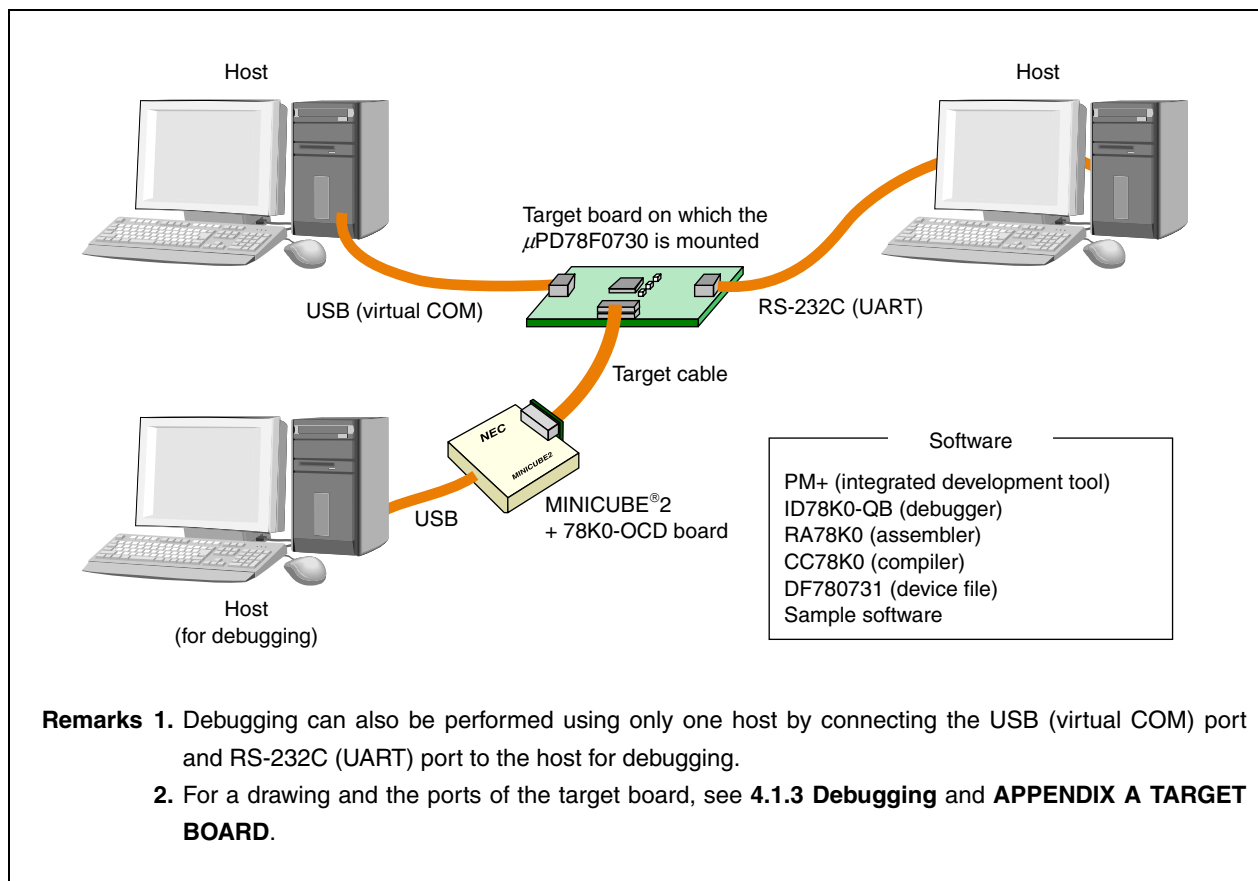 Host
Host
Target board on which the
μPD78F0730 is mounted
USB (virtual COM)
RS-232C (UART)
Target cable
NEC
MINICUBE2
USB
MINICUBE®2
+ 78K0-OCD board
Host
(for debugging)
Software
PM+ (integrated development tool)
ID78K0-QB (debugger)
RA78K0 (assembler)
CC78K0 (compiler)
DF780731 (device file)
Sample software
Remarks 1. Debugging can also be performed using only one host by connecting the USB (virtual COM) port
and RS-232C (UART) port to the host for debugging.
2. For a drawing and the ports of the target board, see 4.1.3 Debugging and APPENDIX A TARGET
BOARD.